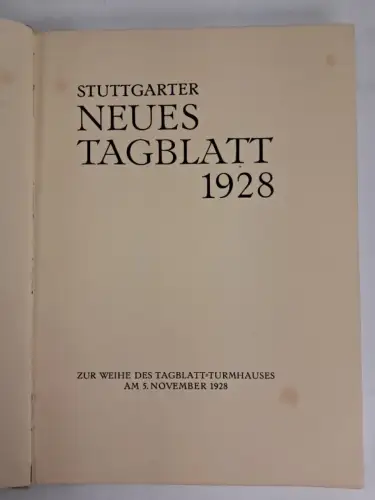 STUTTGARTER
NEUES
TAGBLATT
1928
ZUR WEIHE DES TAGBLATT-TURMHAUSES
AM 5. NOVEMBER 1928